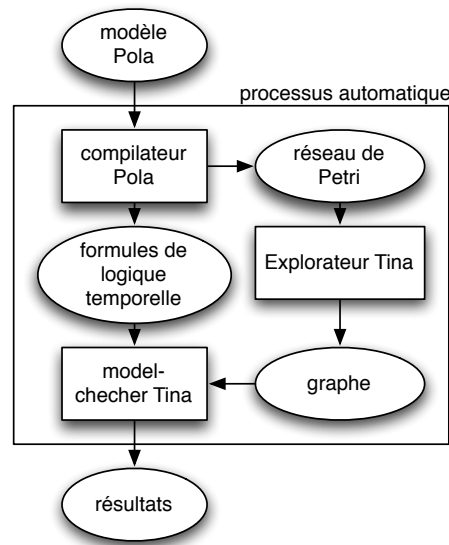 modèle
Pola
processus automatique
compilateur
Pola
réseau de
Petri
formules de
logique
temporelle
Explorateur Tina
model-
checher Tina
graphe
résultats